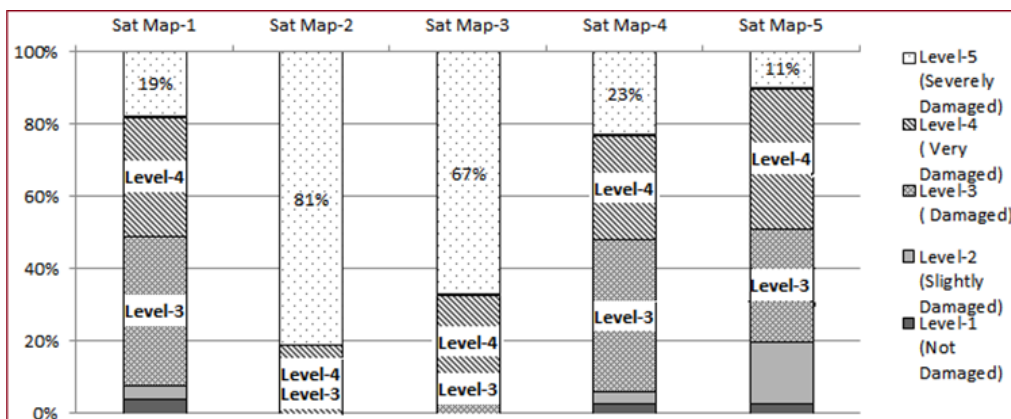 Sat Map-1 Sat Map-2 Sat Map-3 Sat Map-4 Sat Map-5
100%
80%
60%
40%
20%
0%
19%
Level-4
Level-3
81%
Level-4
Level-3
67%
Level-4
Level-3
23%
Level-4
Level-3
11%
Level-4
Level-3
Level-5
(Severely
Damaged)
Level-4
( Very
Damaged)
Level-3
( Damaged)
Level-2
(Slightly
Damaged)
Level-1
(Not
Damaged)